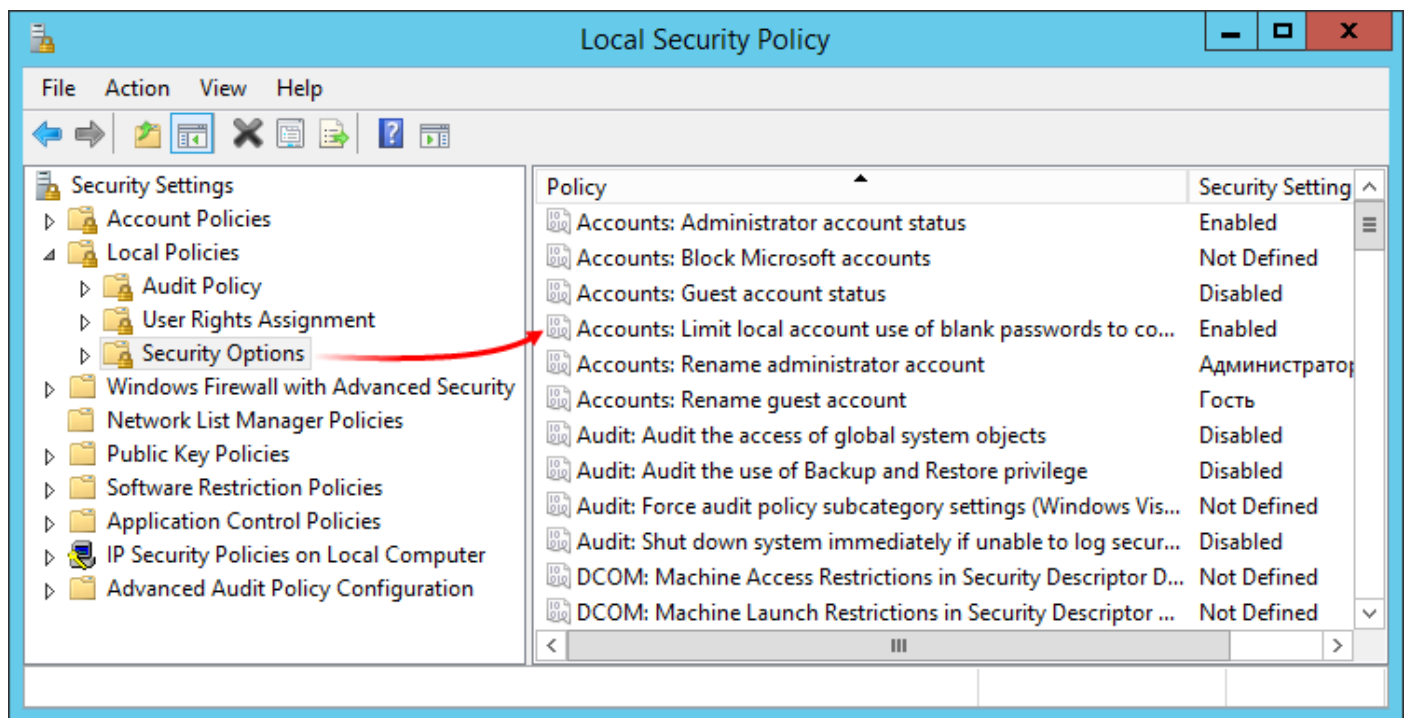 Local Security Policy
File Action View Help
Security Settings
Account Policies
Local Policies
Audit Policy
User Rights Assignment
Security Options
Windows Firewall with Advanced Security
Network List Manager Policies
Public Key Policies
Software Restriction Policies
Application Control Policies
IP Security Policies on Local Computer
Advanced Audit Policy Configuration
Policy Security Setting
Accounts: Administrator account status Enabled
Accounts: Block Microsoft accounts Not Defined
Accounts: Guest account status Disabled
Accounts: Limit local account use of blank passwords to co... Enabled
Accounts: Rename administrator account Администратор
Accounts: Rename guest account Гость
Audit: Audit the access of global system objects Disabled
Audit: Audit the use of Backup and Restore privilege Disabled
Audit: Force audit policy subcategory settings (Windows Vis... Not Defined
Audit: Shut down system immediately if unable to log secur... Disabled
DCOM: Machine Access Restrictions in Security Descriptor D... Not Defined
DCOM: Machine Launch Restrictions in Security Descriptor ... Not Defined